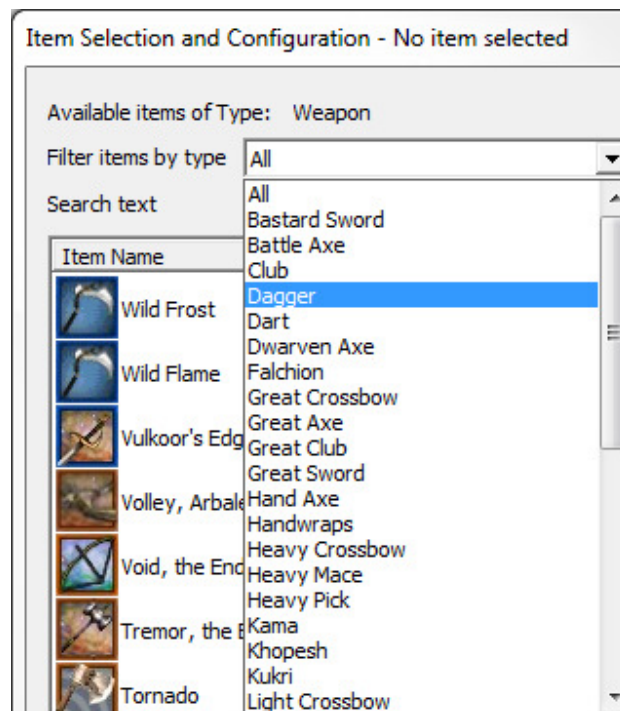 Item Selection and Configuration - No item selected
Available items of Type: Weapon
Filter items by type
All
Search text
Item Name
Wild Frost
Wild Flame
Vulkoor's Edg
Volley, Arbale
Void, the End
Tremor, the E
Tornado
All
Bastard Sword
Battle Axe
Club
Dagger
Dart
Dwarven Axe
Falchion
Great Crossbow
Great Axe
Great Club
Great Sword
Hand Axe
Handwraps
Heavy Crossbow
Heavy Mace
Heavy Pick
Kama
Khopesh
Kukri
Light Crossbow